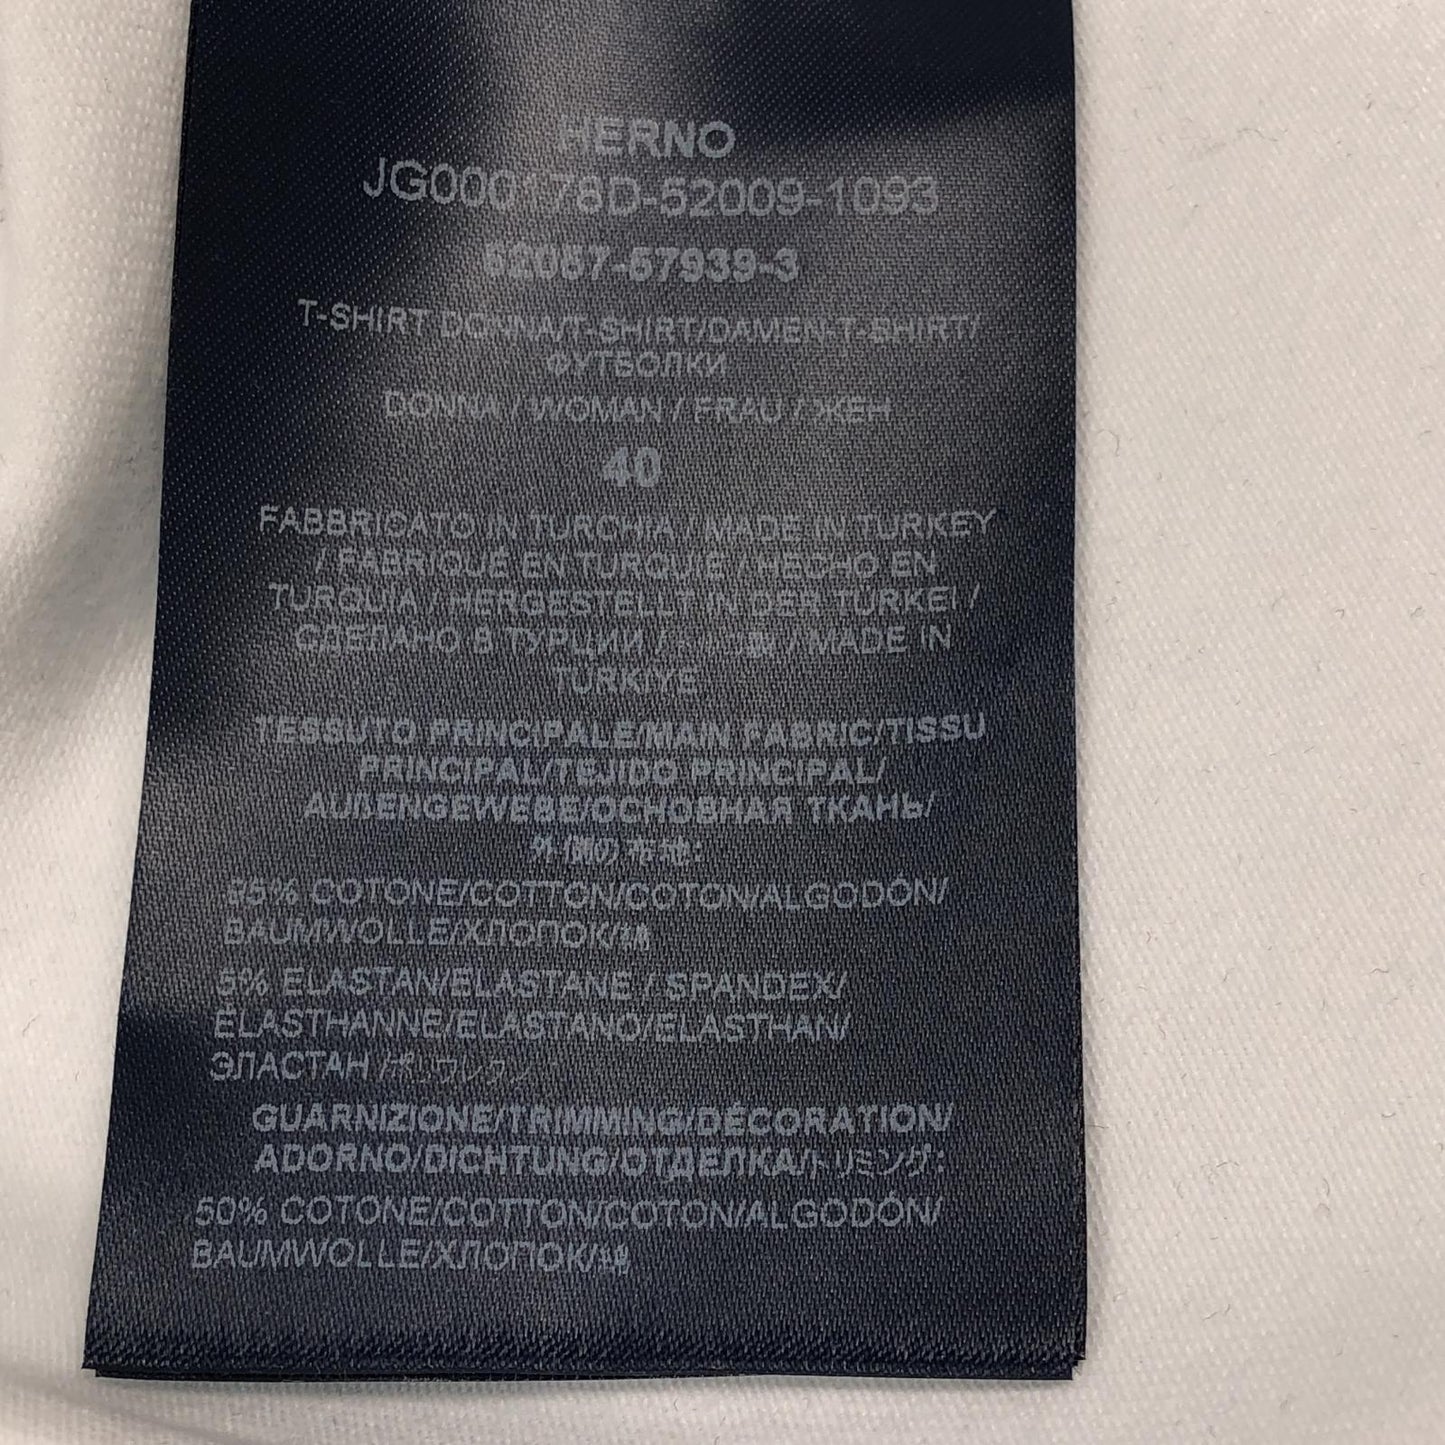 HERNO
JG000178D-52009-1093
62067-57939-3
T-SHIRT DONNA/T-SHIRT/DAMEN-T-SHIRT/
ФУТБОЛКИ
DONNA / WOMAN / FRAU / ЖЕН
40
FABBRICATO IN TURCHIA / MADE IN TURKEY
/ FABRIQUÉ EN TURQUIE / HECHO EN
TURQUIA / HERGESTELLT IN DER TÜRKEI /
СДЕЛАНО В ТУРЦИИ / / MADE IN
TÜRKİYE
TESSUTO PRINCIPALE/MAIN FABRIC/TISSU
PRINCIPAL/TEJIDO PRINCIPAL/
AUßENGEWEBE/ОСНОВНАЯ ТКАНЬ/
外側の布地:
95% COTONE/COTTON/COTON/ALGODÓN/
BAUMWOLLE/ХЛОПОК/綿
5% ELASTAN/ELASTANE / SPANDEX/
ÉLASTHANNE/ELASTANO/ELASTHAN/
ЭЛАСТАН /ポリウレタン
GUARNIZIONE/TRIMMING/DÉCORATION/
ADORNO/DICHTUNG/ОТДЕЛКА/トリミング:
50% COTONE/COTTON/COTON/ALGODÓN/
BAUMWOLLE/ХЛОПОК/綿